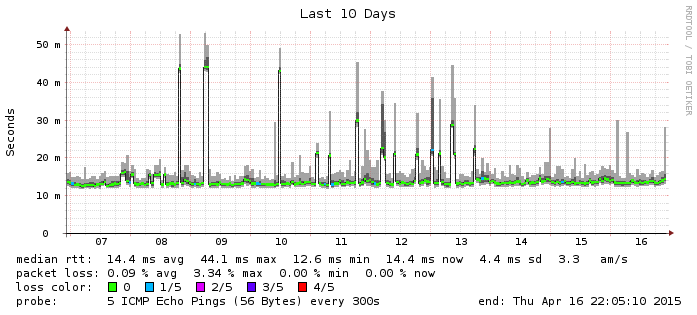 Last 10 Days
RRDTOOL / TOBI OETIKER
Seconds
50 m
40 m
30 m
20 m
10 m
0
07 08 09 10 11 12 13 14 15 16
median rtt: 14.4 ms avg 44.1 ms max 12.6 ms min 14.4 ms now 4.4 ms sd 3.3 am/s
packet loss: 0.09 % avg 3.34 % max 0.00 % min 0.00 % now
loss color: 0 1/5 2/5 3/5 4/5
probe: 5 ICMP Echo Pings (56 Bytes) every 300s end: Thu Apr 16 22:05:10 2015